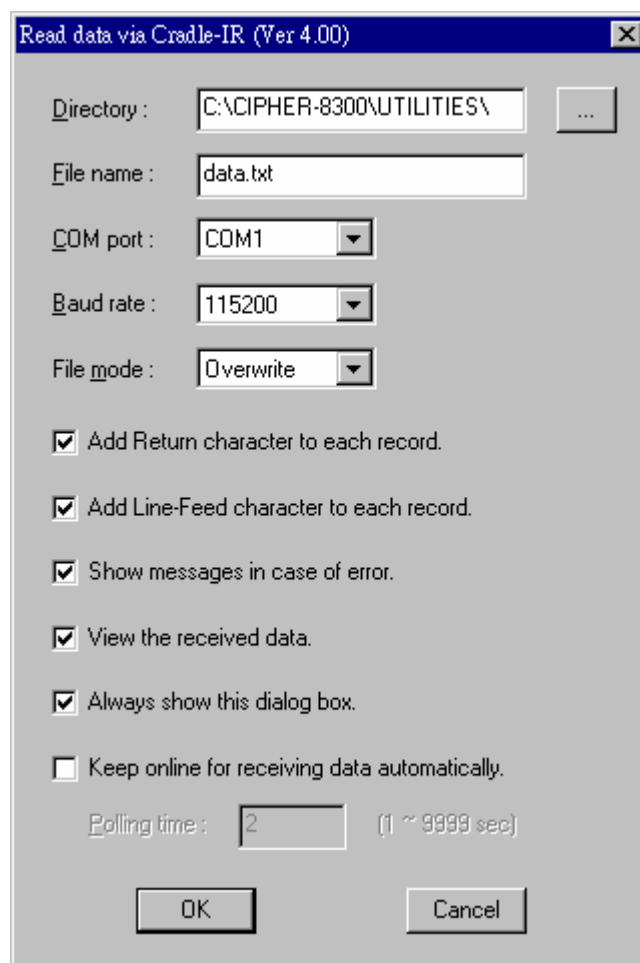 Read data via Cradle-IR (Ver 4.00)
Directory : C:\CIPHER-8300\UTILITIES\ ...
File name : data.txt
COM port : COM1
Baud rate : 115200
File mode : Overwrite
Add Return character to each record.
Add Line-Feed character to each record.
Show messages in case of error.
View the received data.
Always show this dialog box.
Keep online for receiving data automatically.
Polling time : 2 (1 ~ 9999 sec)
OK Cancel